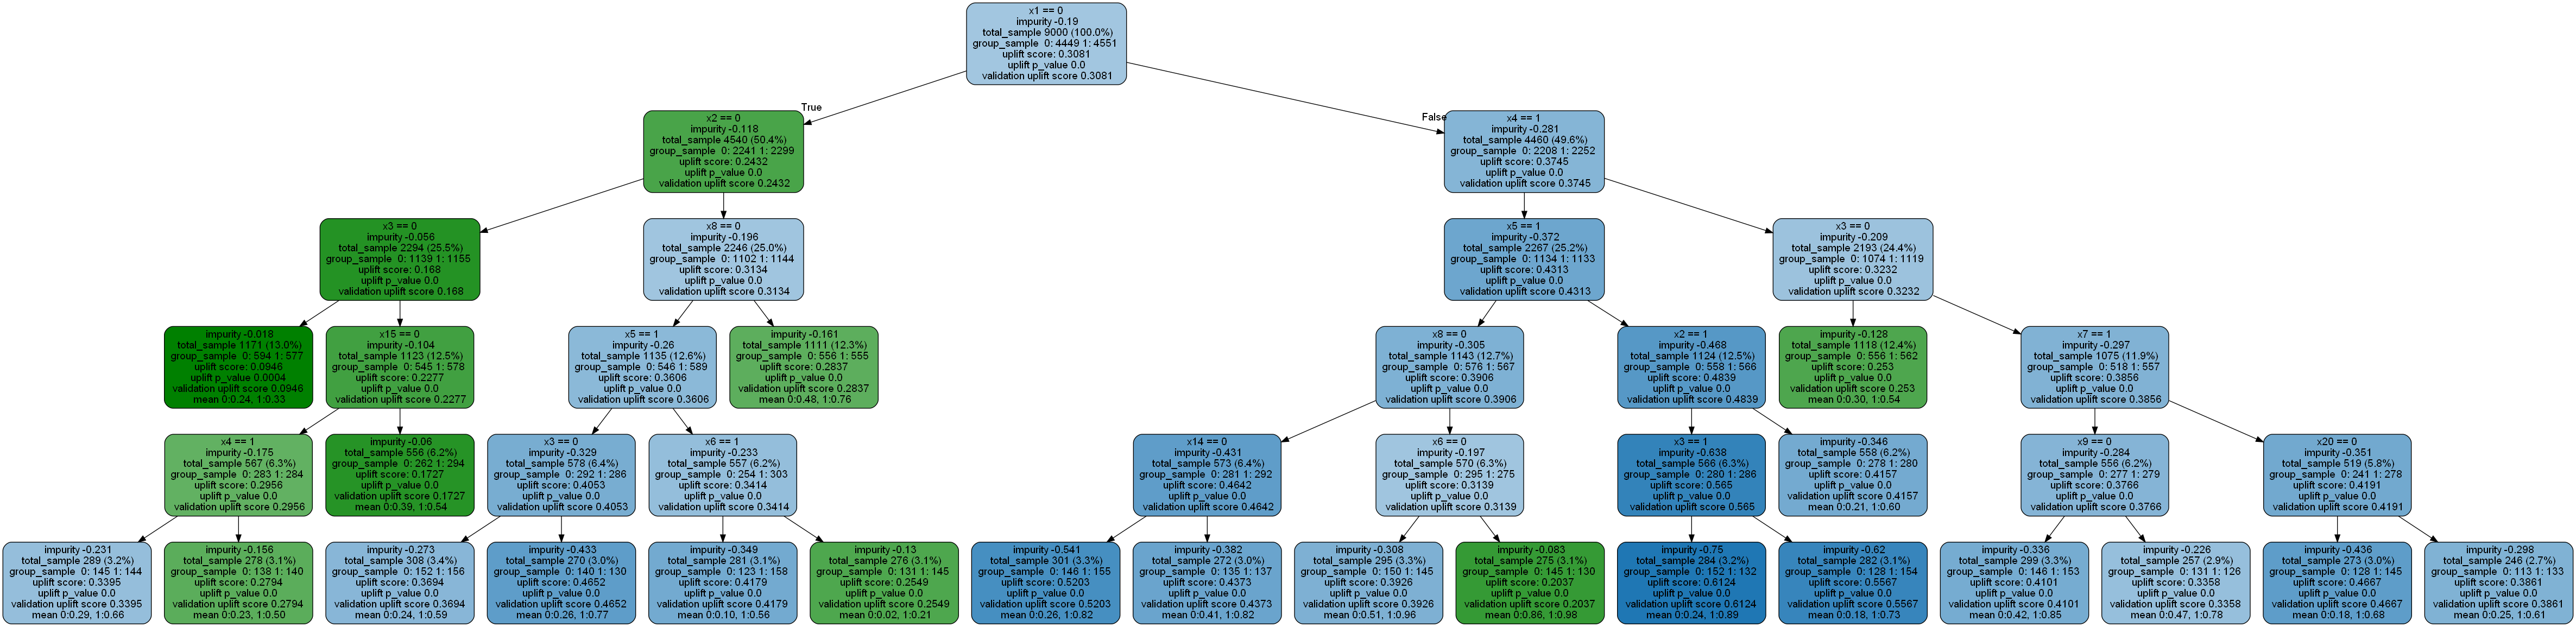 x1 == 0
impurity -0.19
total_sample 9000 (100.0%)
group_sample 0: 4449 1: 4551
uplift score: 0.3081
uplift p_value 0.0
validation uplift score 0.3081
True
False
x2 == 0
impurity -0.118
total_sample 4540 (50.4%)
group_sample 0: 2241 1: 2299
uplift score: 0.2432
uplift p_value 0.0
validation uplift score 0.2432
x4 == 1
impurity -0.281
total_sample 4460 (49.6%)
group_sample 0: 2208 1: 2252
uplift score: 0.3745
uplift p_value 0.0
validation uplift score 0.3745
x3 == 0
impurity -0.056
total_sample 2294 (25.5%)
group_sample 0: 1139 1: 1155
uplift score: 0.168
uplift p_value 0.0
validation uplift score 0.168
x8 == 0
impurity -0.196
total_sample 2246 (25.0%)
group_sample 0: 1102 1: 1144
uplift score: 0.3134
uplift p_value 0.0
validation uplift score 0.3134
x5 == 1
impurity -0.372
total_sample 2267 (25.2%)
group_sample 0: 1134 1: 1133
uplift score: 0.4313
uplift p_value 0.0
validation uplift score 0.4313
x3 == 0
impurity -0.209
total_sample 2193 (24.4%)
group_sample 0: 1074 1: 1119
uplift score: 0.3232
uplift p_value 0.0
validation uplift score 0.3232
impurity -0.018
total_sample 1171 (13.0%)
group_sample 0: 594 1: 577
uplift score: 0.0946
uplift p_value 0.0004
validation uplift score 0.0946
mean 0:0.24, 1:0.33
x15 == 0
impurity -0.104
total_sample 1123 (12.5%)
group_sample 0: 545 1: 578
uplift score: 0.2277
uplift p_value 0.0
validation uplift score 0.2277
x5 == 1
impurity -0.26
total_sample 1135 (12.6%)
group_sample 0: 546 1: 589
uplift score: 0.3606
uplift p_value 0.0
validation uplift score 0.3606
impurity -0.161
total_sample 1111 (12.3%)
group_sample 0: 556 1: 555
uplift score: 0.2837
uplift p_value 0.0
validation uplift score 0.2837
mean 0:0.48, 1:0.76
x8 == 0
impurity -0.305
total_sample 1143 (12.7%)
group_sample 0: 576 1: 567
uplift score: 0.3906
uplift p_value 0.0
validation uplift score 0.3906
x2 == 1
impurity -0.468
total_sample 1124 (12.5%)
group_sample 0: 558 1: 566
uplift score: 0.4839
uplift p_value 0.0
validation uplift score 0.4839
impurity -0.128
total_sample 1118 (12.4%)
group_sample 0: 556 1: 562
uplift score: 0.253
uplift p_value 0.0
validation uplift score 0.253
mean 0:0.30, 1:0.54
x7 == 1
impurity -0.297
total_sample 1075 (11.9%)
group_sample 0: 518 1: 557
uplift score: 0.3856
uplift p_value 0.0
validation uplift score 0.3856
x4 == 1
impurity -0.175
total_sample 567 (6.3%)
group_sample 0: 283 1: 284
uplift score: 0.2956
uplift p_value 0.0
validation uplift score 0.2956
impurity -0.06
total_sample 556 (6.2%)
group_sample 0: 262 1: 294
uplift score: 0.1727
uplift p_value 0.0
validation uplift score 0.1727
mean 0:0.39, 1:0.54
x3 == 0
impurity -0.329
total_sample 578 (6.4%)
group_sample 0: 292 1: 286
uplift score: 0.4053
uplift p_value 0.0
validation uplift score 0.4053
x6 == 1
impurity -0.233
total_sample 557 (6.2%)
group_sample 0: 254 1: 303
uplift score: 0.3414
uplift p_value 0.0
validation uplift score 0.3414
x14 == 0
impurity -0.431
total_sample 573 (6.4%)
group_sample 0: 281 1: 292
uplift score: 0.4642
uplift p_value 0.0
validation uplift score 0.4642
x6 == 0
impurity -0.197
total_sample 570 (6.3%)
group_sample 0: 295 1: 275
uplift score: 0.3139
uplift p_value 0.0
validation uplift score 0.3139
x3 == 1
impurity -0.638
total_sample 566 (6.3%)
group_sample 0: 280 1: 286
uplift score: 0.565
uplift p_value 0.0
validation uplift score 0.565
impurity -0.346
total_sample 558 (6.2%)
group_sample 0: 278 1: 280
uplift score: 0.4157
uplift p_value 0.0
validation uplift score 0.4157
mean 0:0.21, 1:0.60
x9 == 0
impurity -0.284
total_sample 556 (6.2%)
group_sample 0: 277 1: 279
uplift score: 0.3766
uplift p_value 0.0
validation uplift score 0.3766
x20 == 0
impurity -0.351
total_sample 519 (5.8%)
group_sample 0: 241 1: 278
uplift score: 0.4191
uplift p_value 0.0
validation uplift score 0.4191
impurity -0.231
total_sample 289 (3.2%)
group_sample 0: 145 1: 144
uplift score: 0.3395
uplift p_value 0.0
validation uplift score 0.3395
mean 0:0.29, 1:0.66
impurity -0.156
total_sample 278 (3.1%)
group_sample 0: 138 1: 140
uplift score: 0.2794
uplift p_value 0.0
validation uplift score 0.2794
mean 0:0.23, 1:0.50
impurity -0.273
total_sample 308 (3.4%)
group_sample 0: 152 1: 156
uplift score: 0.3694
uplift p_value 0.0
validation uplift score 0.3694
mean 0:0.24, 1:0.59
impurity -0.433
total_sample 270 (3.0%)
group_sample 0: 140 1: 130
uplift score: 0.4652
uplift p_value 0.0
validation uplift score 0.4652
mean 0:0.26, 1:0.77
impurity -0.349
total_sample 281 (3.1%)
group_sample 0: 123 1: 158
uplift score: 0.4179
uplift p_value 0.0
validation uplift score 0.4179
mean 0:0.10, 1:0.56
impurity -0.13
total_sample 276 (3.1%)
group_sample 0: 131 1: 145
uplift score: 0.2549
uplift p_value 0.0
validation uplift score 0.2549
mean 0:0.02, 1:0.21
impurity -0.541
total_sample 301 (3.3%)
group_sample 0: 146 1: 155
uplift score: 0.5203
uplift p_value 0.0
validation uplift score 0.5203
mean 0:0.26, 1:0.82
impurity -0.382
total_sample 272 (3.0%)
group_sample 0: 135 1: 137
uplift score: 0.4373
uplift p_value 0.0
validation uplift score 0.4373
mean 0:0.41, 1:0.82
impurity -0.308
total_sample 295 (3.3%)
group_sample 0: 150 1: 145
uplift score: 0.3926
uplift p_value 0.0
validation uplift score 0.3926
mean 0:0.51, 1:0.96
impurity -0.083
total_sample 275 (3.1%)
group_sample 0: 145 1: 130
uplift score: 0.2037
uplift p_value 0.0
validation uplift score 0.2037
mean 0:0.86, 1:0.98
impurity -0.75
total_sample 284 (3.2%)
group_sample 0: 152 1: 132
uplift score: 0.6124
uplift p_value 0.0
validation uplift score 0.6124
mean 0:0.24, 1:0.89
impurity -0.62
total_sample 282 (3.1%)
group_sample 0: 128 1: 154
uplift score: 0.5567
uplift p_value 0.0
validation uplift score 0.5567
mean 0:0.18, 1:0.73
impurity -0.336
total_sample 299 (3.3%)
group_sample 0: 146 1: 153
uplift score: 0.4101
uplift p_value 0.0
validation uplift score 0.4101
mean 0:0.42, 1:0.85
impurity -0.226
total_sample 257 (2.9%)
group_sample 0: 131 1: 126
uplift score: 0.3358
uplift p_value 0.0
validation uplift score 0.3358
mean 0:0.47, 1:0.78
impurity -0.436
total_sample 273 (3.0%)
group_sample 0: 128 1: 145
uplift score: 0.4667
uplift p_value 0.0
validation uplift score 0.4667
mean 0:0.18, 1:0.68
impurity -0.298
total_sample 246 (2.7%)
group_sample 0: 113 1: 133
uplift score: 0.3861
uplift p_value 0.0
validation uplift score 0.3861
mean 0:0.25, 1:0.61